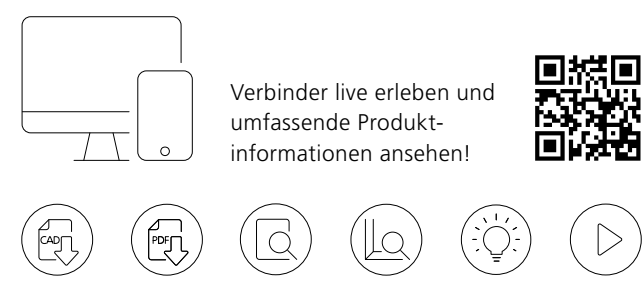 Verbinder live erleben und
umfassende Produkt-
informationen ansehen!
CAD
PDF